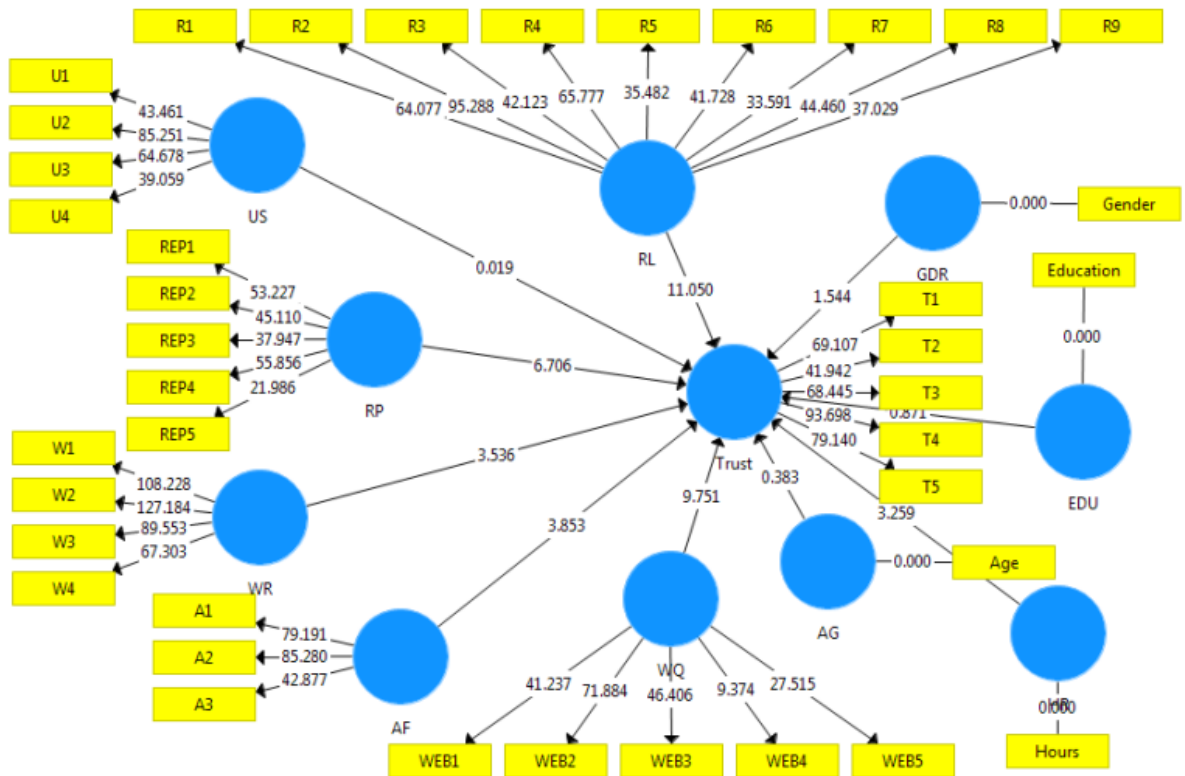 R1 R2 R3 R4 R5 R6 R7 R8 R9
64.077 95.288 42.123 65.777 35.482 41.728 33.591 44.460 37.029
RL
11.050
U1
U2
U3
U4
43.461
85.251
64.678
39.059
US
0.019
REP1
REP2
REP3
REP4
REP5
53.227
45.110
37.947
55.856
21.986
RP
6.706
W1
W2
W3
W4
108.228
127.184
89.553
67.303
WR
3.536
A1
A2
A3
79.191
85.280
42.877
AF
3.853
WQ
9.751
41.237 71.884 46.406 9.374 27.515
WEB1 WEB2 WEB3 WEB4 WEB5
GDR
0.000
Gender
1.544
Education
0.000
EDU
0.871
Trust
69.107
41.942
68.445
93.698
79.140
T1
T2
T3
T4
T5
0.383
AG
0.000
Age
3.259
HR
0.000
Hours